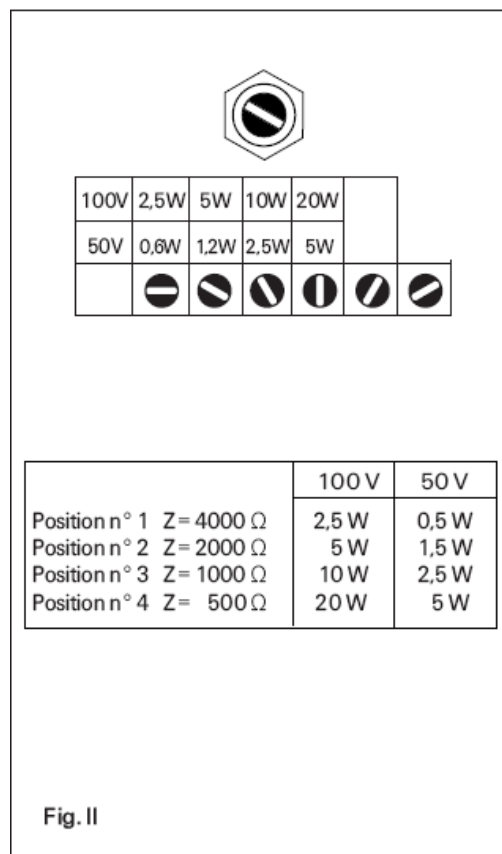 100V 2,5W 5W 10W 20W
50V 0,6W 1,2W 2,5W 5W
100 V 50 V
Position n° 1 Z= 4000 Ω 2,5 W 0,5 W
Position n° 2 Z= 2000 Ω 5 W 1,5 W
Position n° 3 Z= 1000 Ω 10 W 2,5 W
Position n° 4 Z= 500 Ω 20 W 5 W
Fig. II